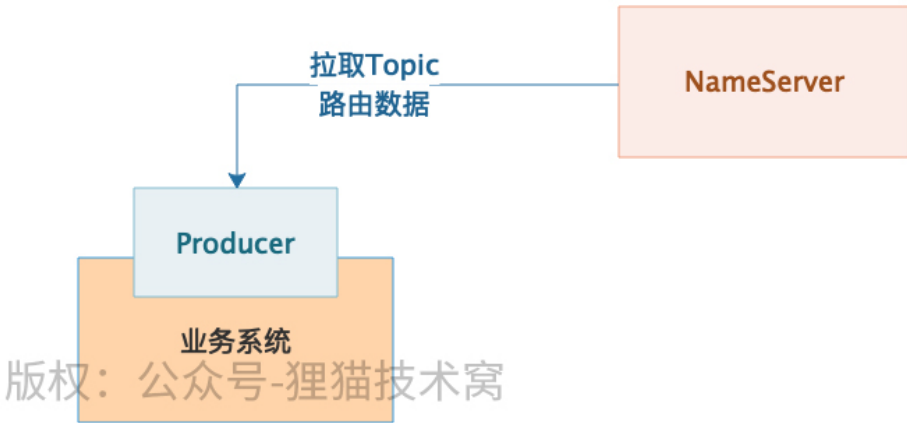 拉取Topic
路由数据
NameServer
Producer
业务系统
版权：公众号-狸猫技术窝